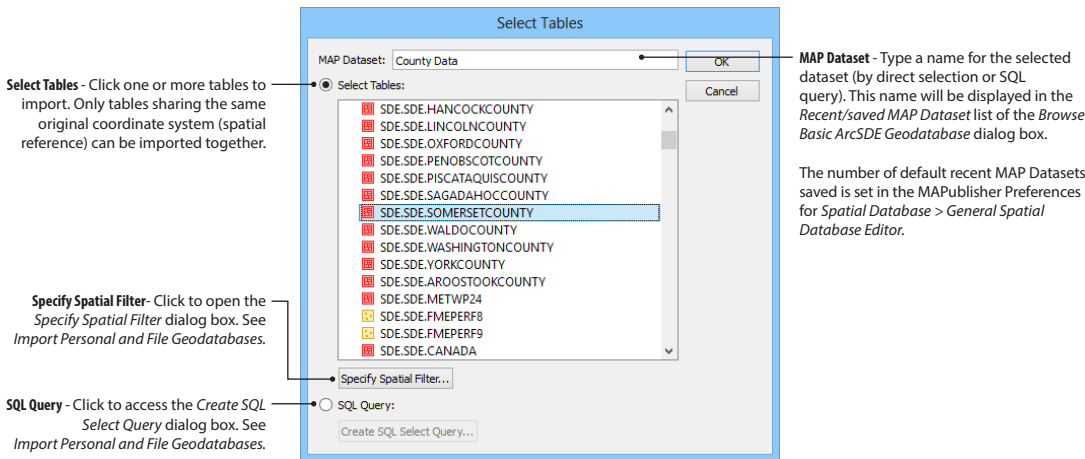 Select Tables
MAP Dataset: County Data
OK
Select Tables:
Cancel
SDE.SDE.HANCOCKCOUNTY
SDE.SDE.LINCOLNCOUNTY
SDE.SDE.OXFORDCOUNTY
SDE.SDE.PENOBSCOTCOUNTY
SDE.SDE.PISCATAQUISCOUNTY
SDE.SDE.SAGADAHOCCOUNTY
SDE.SDE.SOMERSETCOUNTY
SDE.SDE.WALDOCOUNTY
SDE.SDE.WASHINGTONCOUNTY
SDE.SDE.YORKCOUNTY
SDE.SDE.AROOSTOOKCOUNTY
SDE.SDE.METWP24
SDE.SDE.FMEPERF8
SDE.SDE.FMEPERF9
SDE.SDE.CANADA
Specify Spatial Filter...
SQL Query:
Create SQL Select Query...
Select Tables - Click one or more tables to
import. Only tables sharing the same
original coordinate system (spatial
reference) can be imported together.
Specify Spatial Filter- Click to open the
Specify Spatial Filter dialog box. See
Import Personal and File Geodatabases.
SQL Query - Click to access the Create SQL
Select Query dialog box. See
Import Personal and File Geodatabases.
MAP Dataset - Type a name for the selected
dataset (by direct selection or SQL
query). This name will be displayed in the
Recent/saved MAP Dataset list of the Browse
Basic ArcSDE Geodatabase dialog box.
The number of default recent MAP Datasets
saved is set in the MAPublisher Preferences
for Spatial Database > General Spatial
Database Editor.